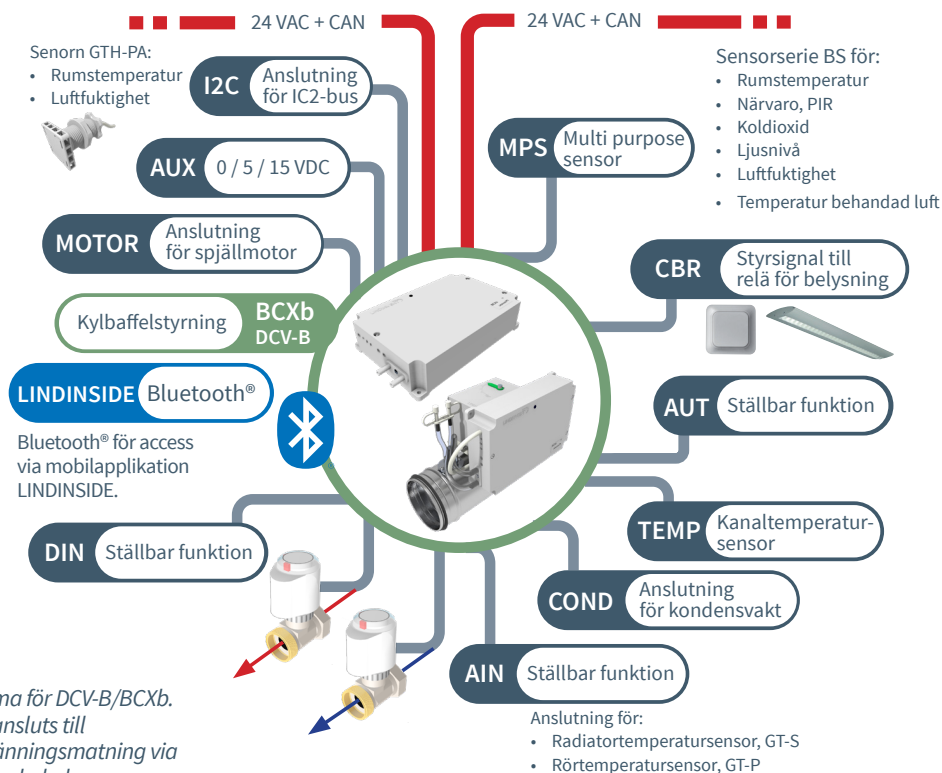 24 VAC + CAN
24 VAC + CAN
Senorn GTH-PA:
• Rumstemperatur
• Luftfuktighet
I2C Anslutning
för IC2-bus
AUX 0 / 5 / 15 VDC
MOTOR Anslutning
för spjällmotor
Kylbaffelstyrning BCXb
DCV-B
LINDINSIDE Bluetooth®
Bluetooth® för access
via mobilapplikation
LINDINSIDE.
DIN Ställbar funktion
Sensorserie BS för:
• Rumstemperatur
• Närvaro, PIR
• Koldioxid
• Ljusnivå
• Luftfuktighet
• Temperatur behandad luft
MPS Multi purpose
sensor
CBR Styrsignal till
relä för belysning
AUT Ställbar funktion
TEMP Kanaltemperatur-
sensor
COND Anslutning
för kondensvakt
AIN Ställbar funktion
Anslutning för:
• Radiatortemperatursensor, GT-S
• Rörtemperatursensor, GT-P
ma för DCV-B/BCXb.
ansluts till
änningsmatning via